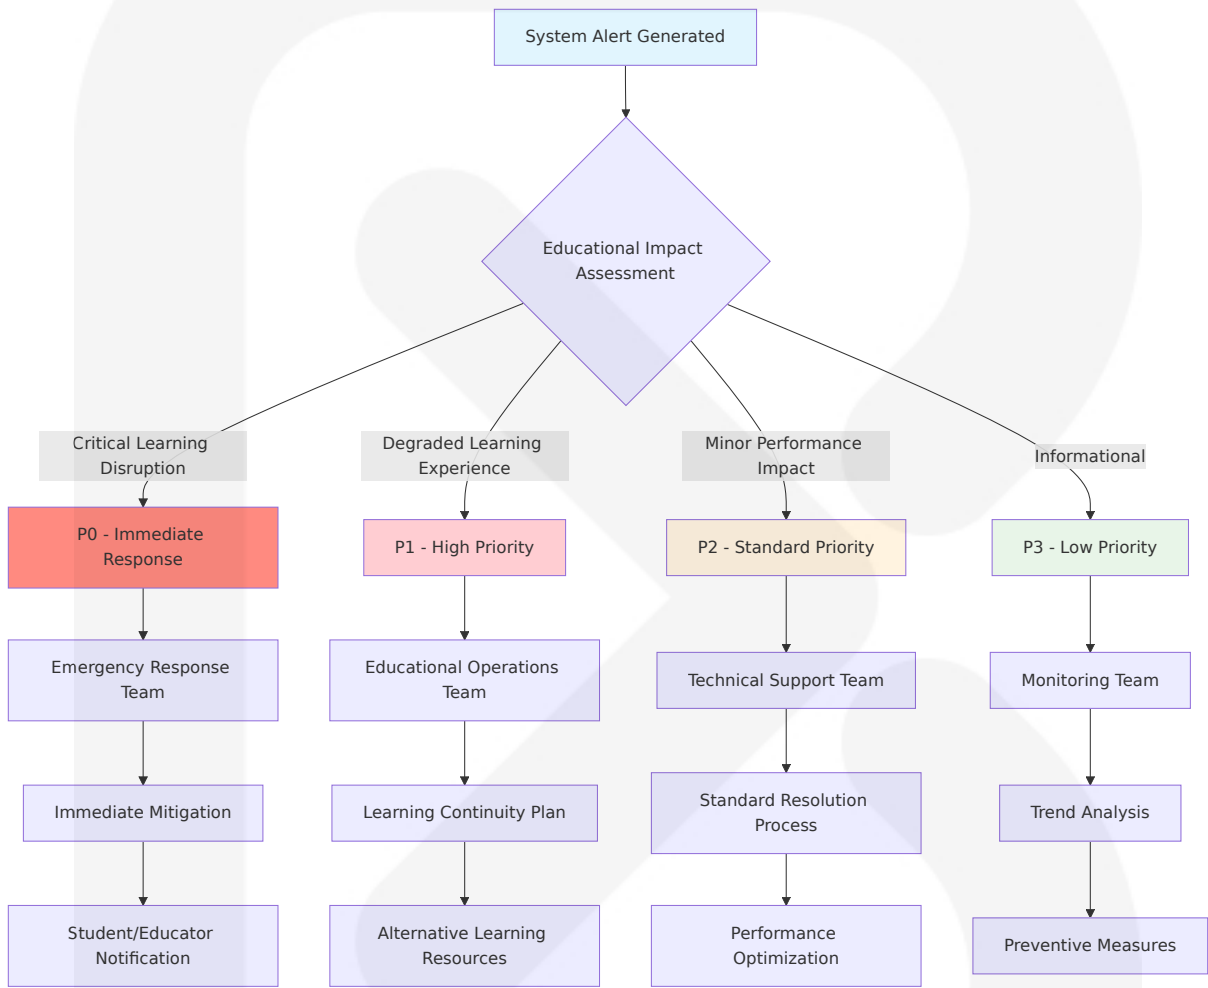 System Alert Generated
Educational Impact
Assessment
Critical Learning
Disruption
Degraded Learning
Experience
Minor Performance
Impact
Informational
P0 - Immediate
Response
P1 - High Priority
P2 - Standard Priority
P3 - Low Priority
Emergency Response
Team
Educational Operations
Team
Technical Support Team
Monitoring Team
Immediate Mitigation
Learning Continuity Plan
Standard Resolution
Process
Trend Analysis
Student/Educator
Notification
Alternative Learning
Resources
Performance
Optimization
Preventive Measures